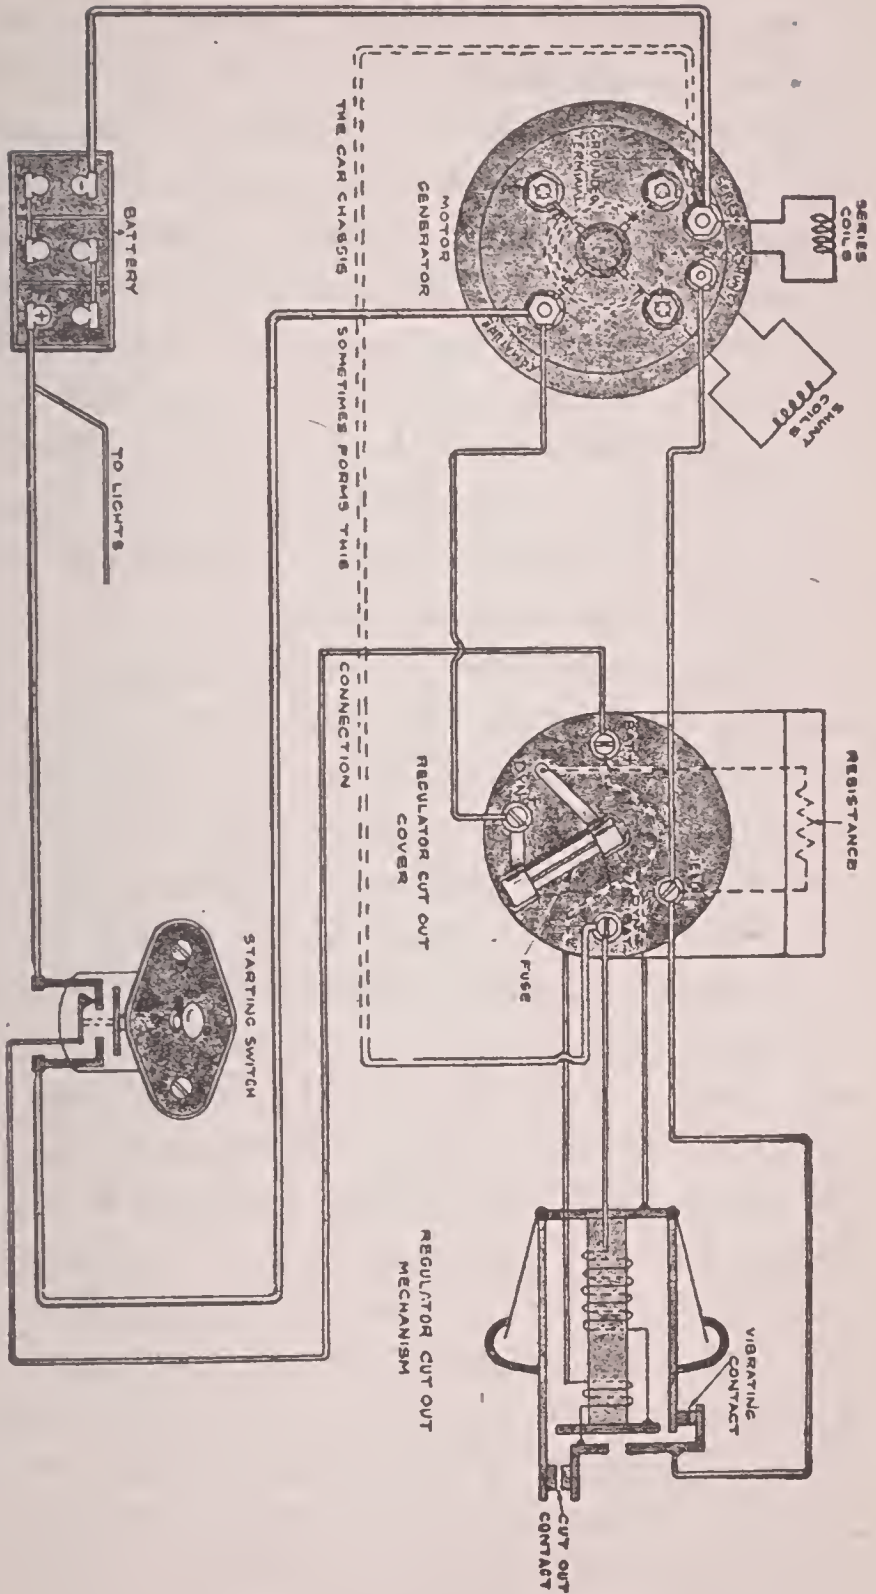 SERIES
COILS
SHUNT
COILS
MOTOR
GENERATOR
GROUNDED
TERMINAL
ARMATURE
THE CAR CHASSIS SOMETIMES FORMS THIS CONNECTION
BATTERY
TO LIGHTS
RESISTANCE
REGULATOR CUT OUT
COVER
FUSE
STARTING SWITCH
REGULATOR CUT OUT
MECHANISM
VIBRATING
CONTACT
CUT OUT
CONTACT